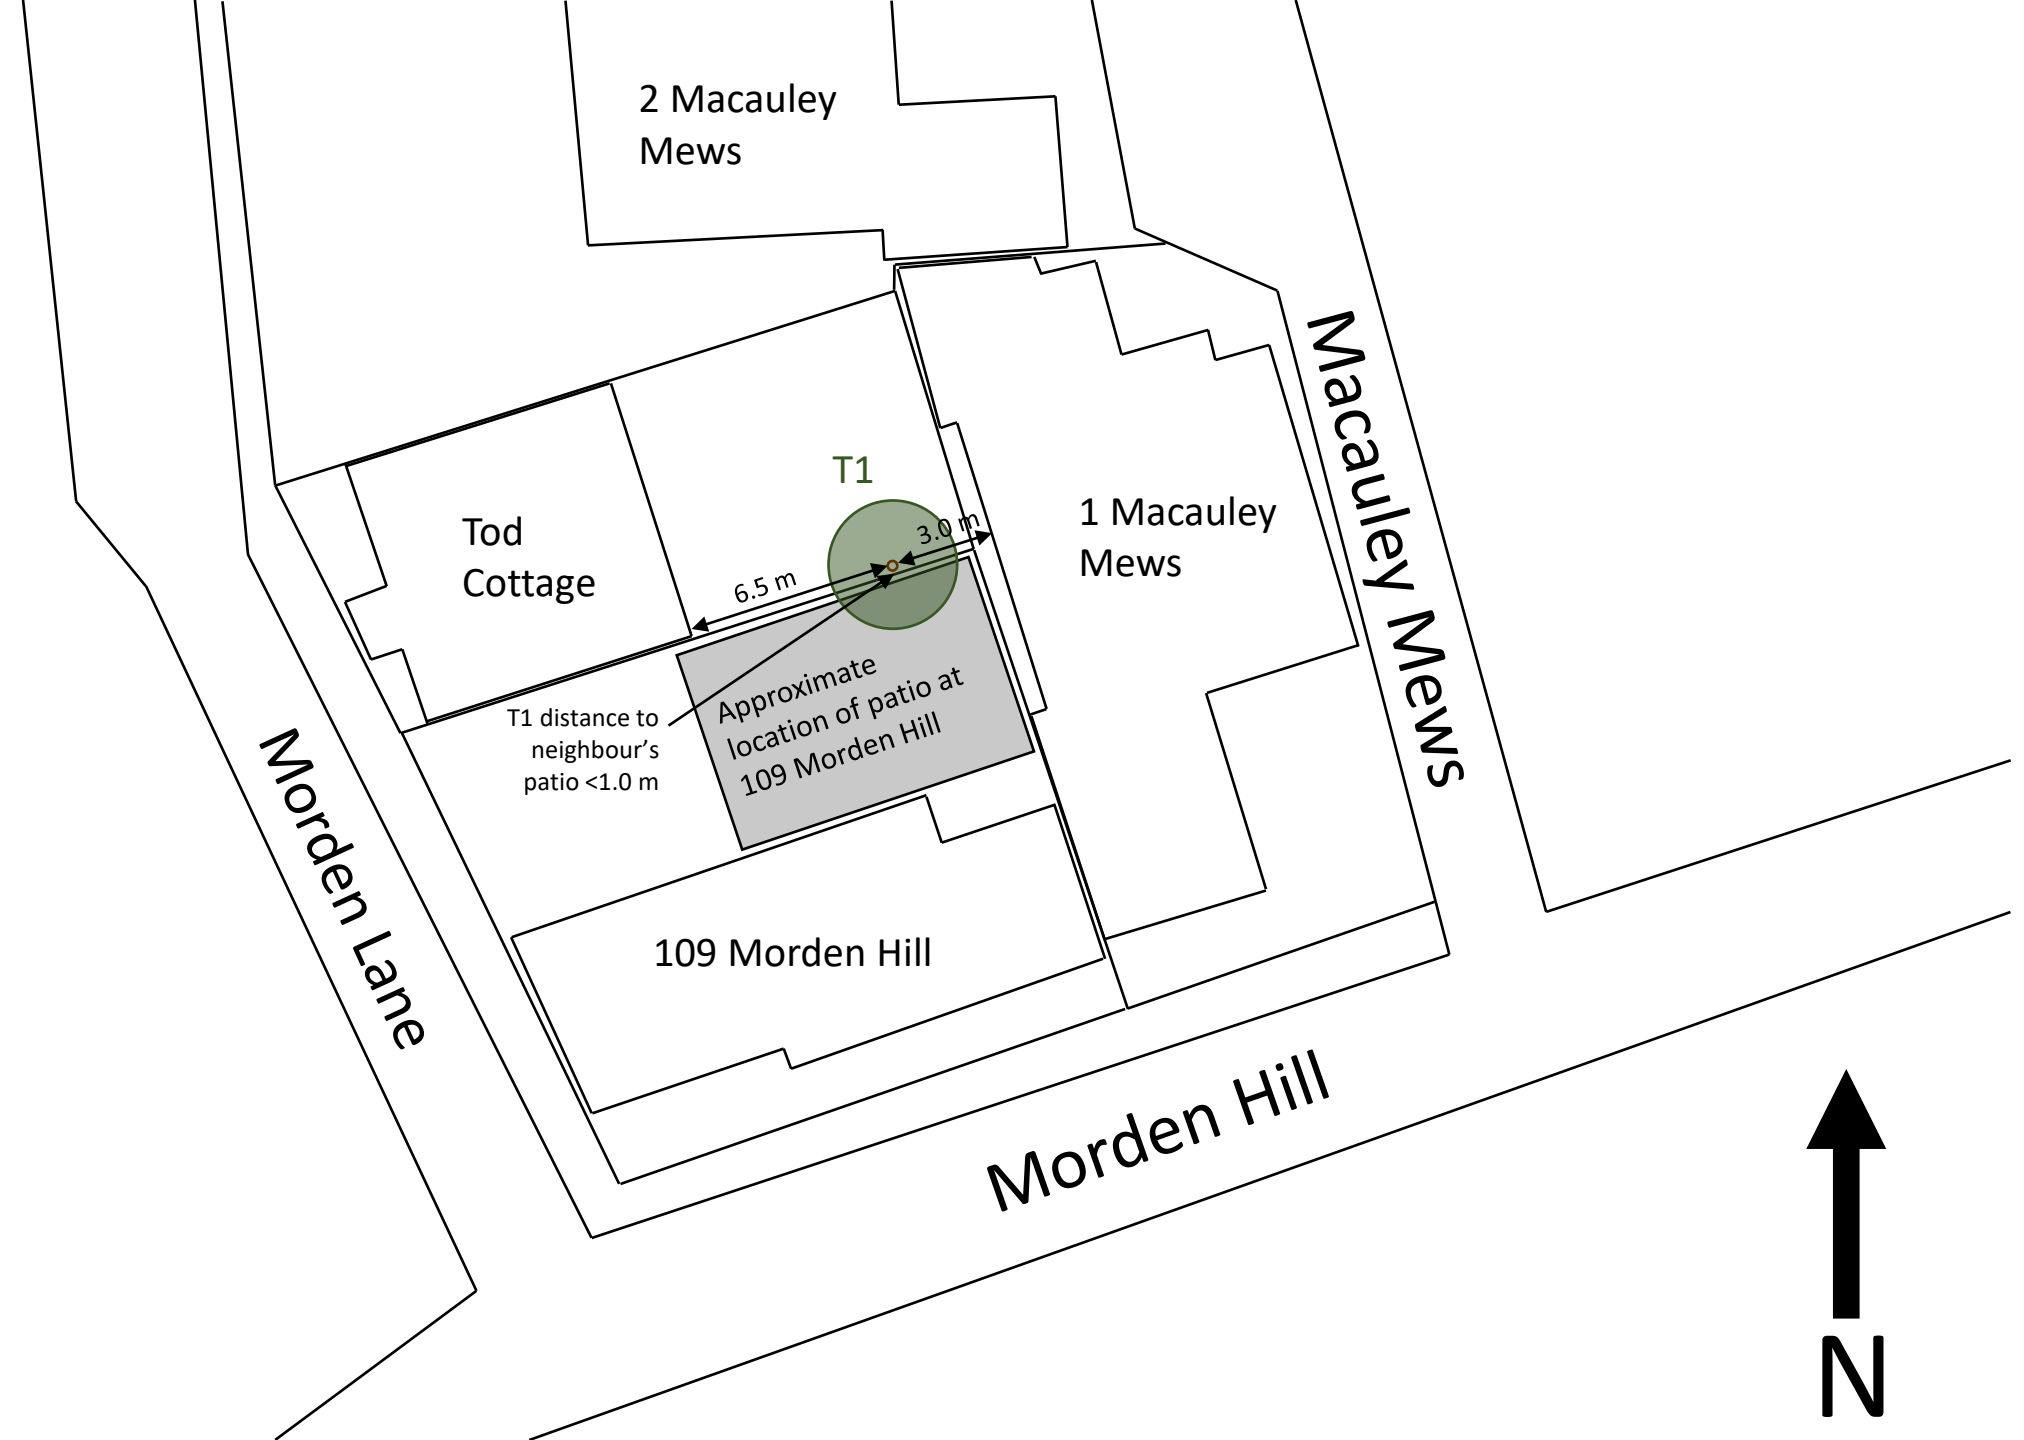 2 Macauley
Mews
Macauley Mews
T1
3.0 m
1 Macauley
Mews
Tod
Cottage
6.5 m
Approximate
location of patio at
109 Morden Hill
T1 distance to
neighbour's
patio <1.0 m
Morden Lane
109 Morden Hill
Morden Hill
N